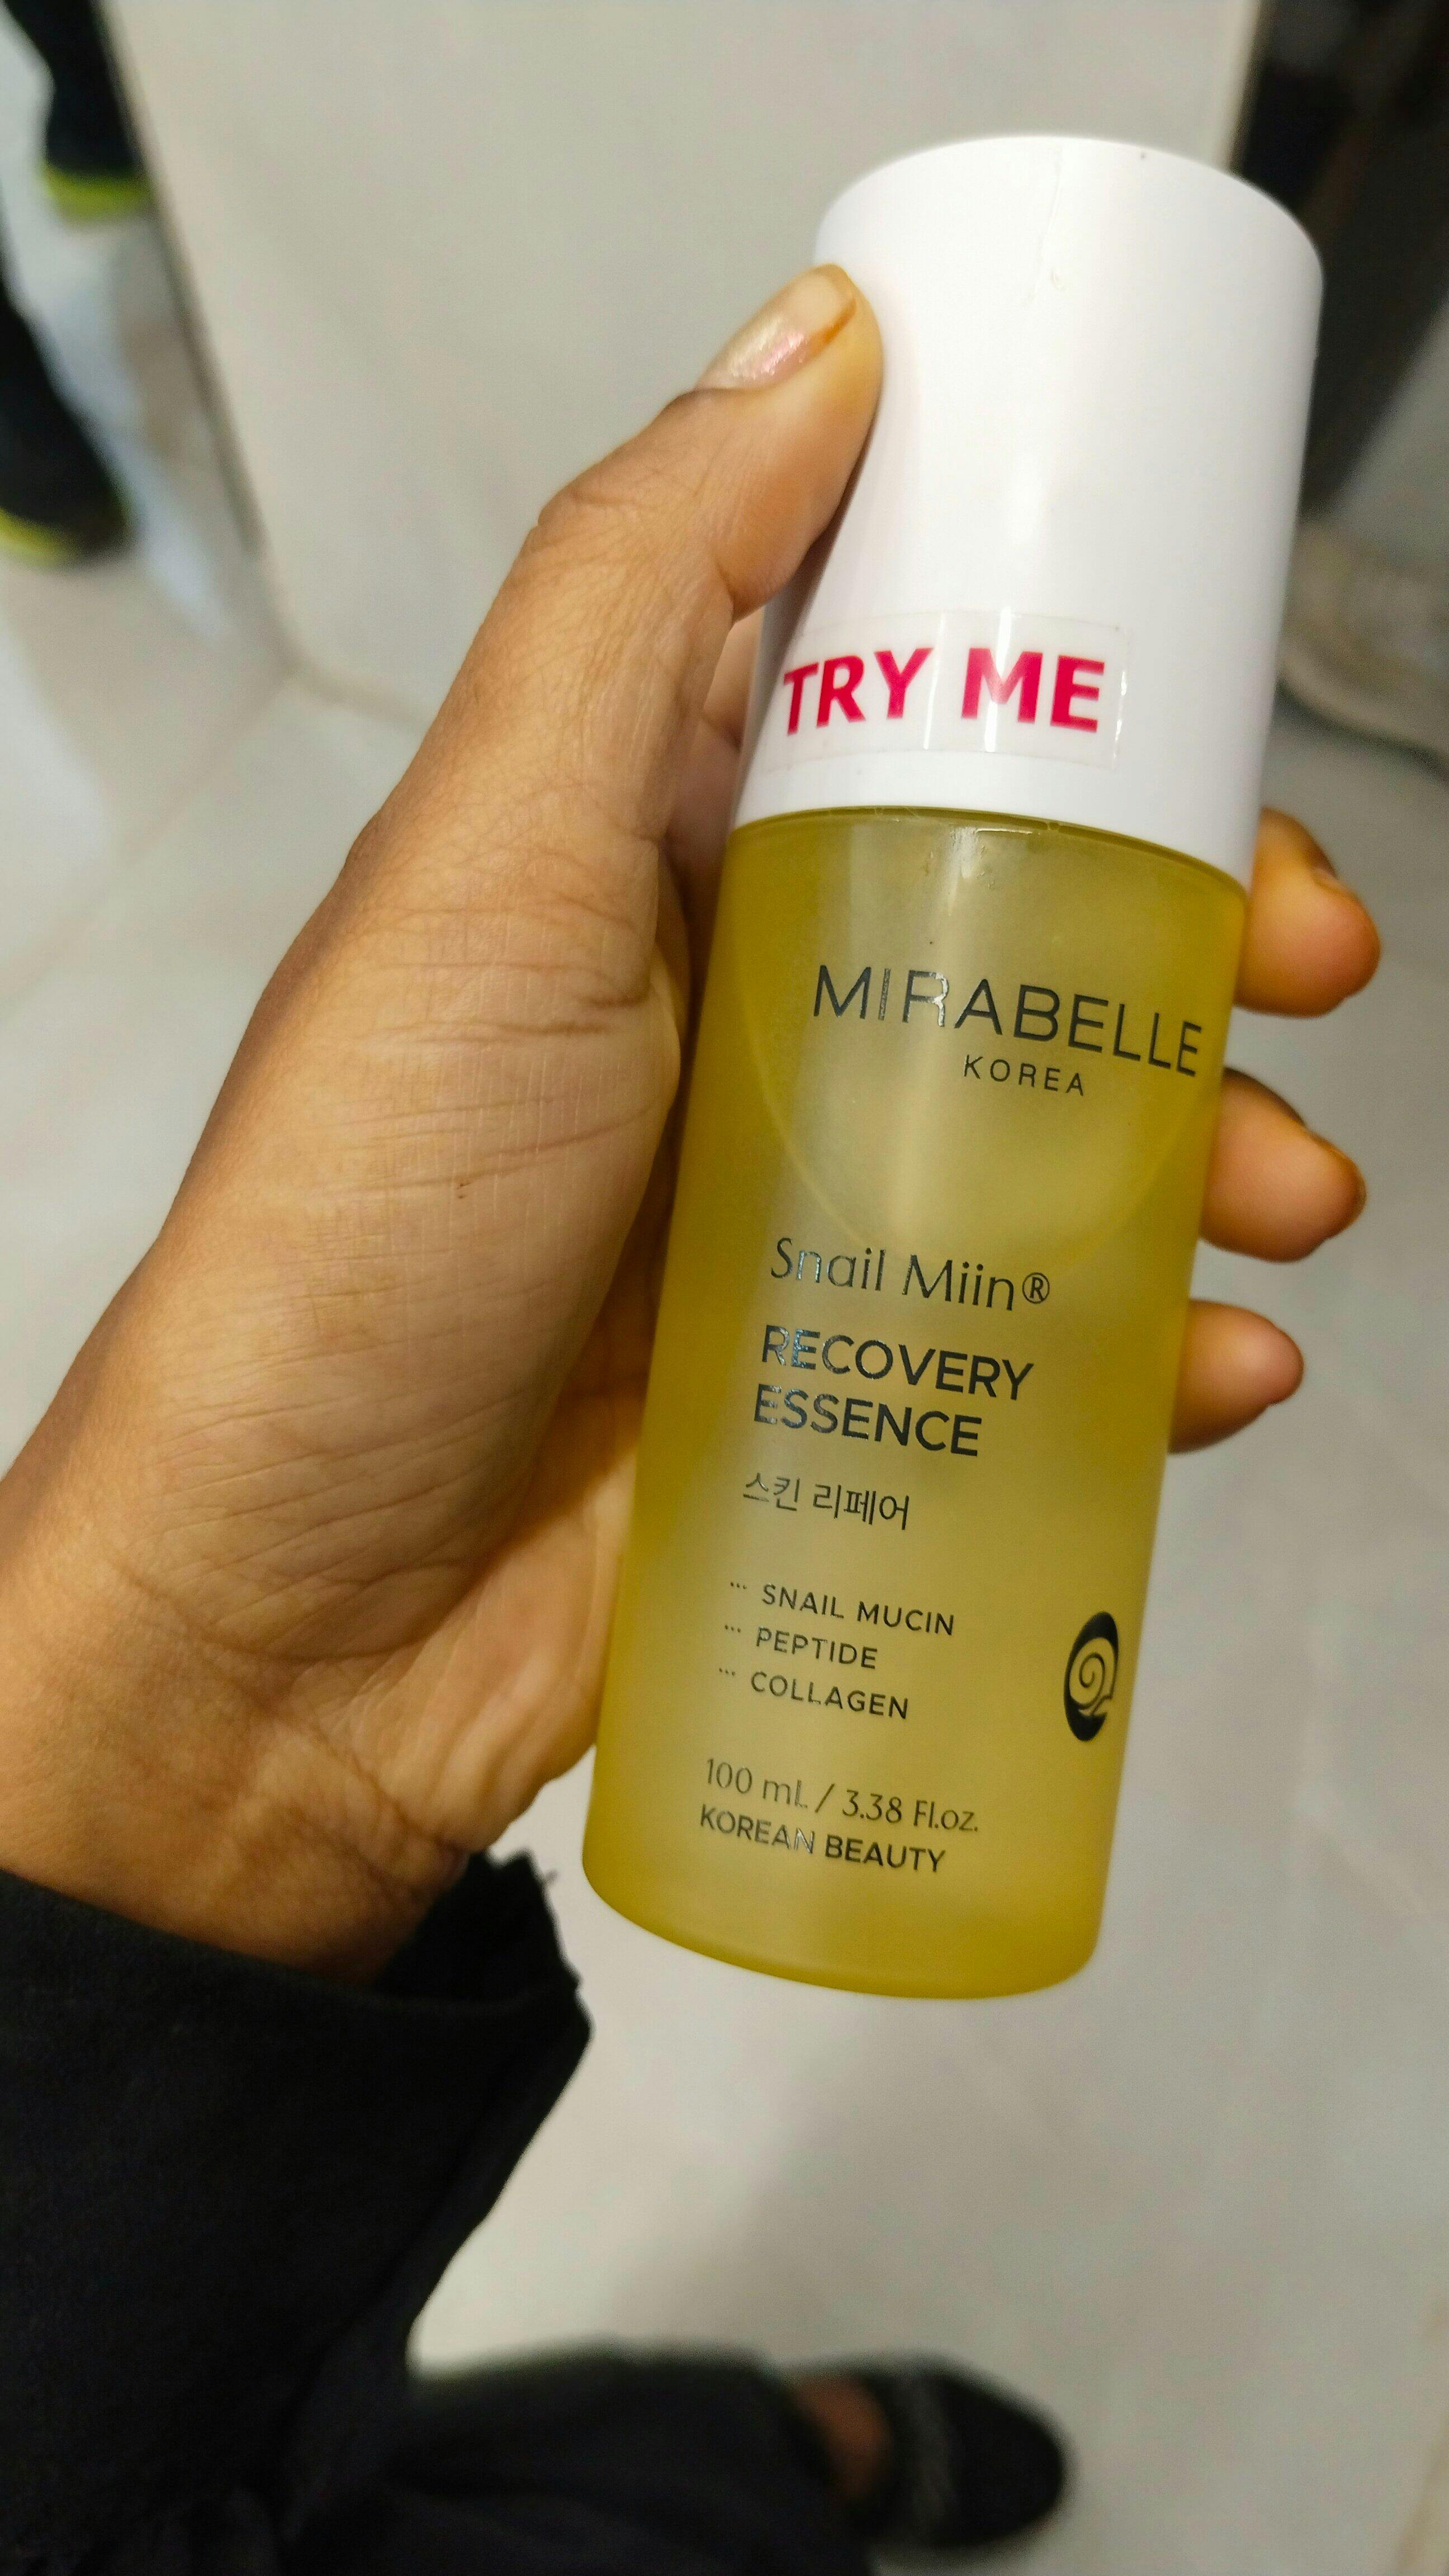 TRY ME
MIRABELLE
KOREA
Snail Miin®
RECOVERY
ESSENCE
스킨 리페어
··· SNAIL MUCIN
··· PEPTIDE
··· COLLAGEN
100 mL / 3.38 Fl.oz.
KOREAN BEAUTY